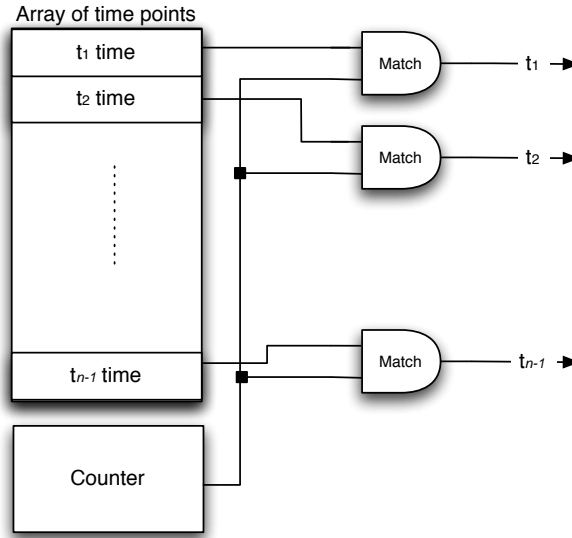 Array of time points
t1 time
Match
t1
t2 time
Match
t2
tn-1 time
Match
tn-1
Counter